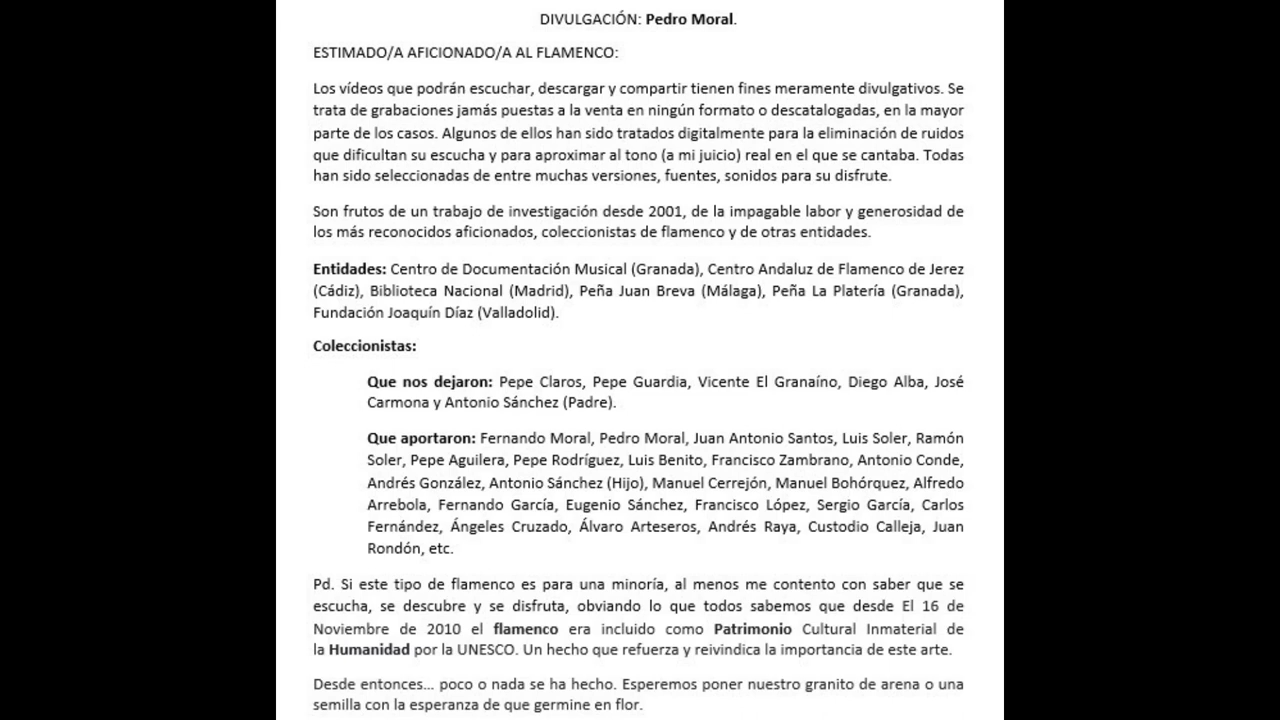 DIVULGACIÓN: Pedro Moral.
ESTIMADO/A AFICIONADO/A AL FLAMENCO:
Los vídeos que podrán escuchar, descargar y compartir tienen fines meramente divulgativos. Se
trata de grabaciones jamás puestas a la venta en ningún formato o descatalogadas, en la mayor
parte de los casos. Algunos de ellos han sido tratados digitalmente para la eliminación de ruidos
que dificultan su escucha y para aproximar al tono (a mi juicio) real en el que se cantaba. Todas
han sido seleccionadas de entre muchas versiones, fuentes, sonidos para su disfrute.
Son frutos de un trabajo de investigación desde 2001, de la impagable labor y generosidad de
los más reconocidos aficionados, coleccionistas de flamenco y de otras entidades.
Entidades: Centro de Documentación Musical (Granada), Centro Andaluz de Flamenco de Jerez
(Cádiz), Biblioteca Nacional (Madrid), Peña Juan Breva (Málaga), Peña La Platería (Granada),
Fundación Joaquín Díaz (Valladolid).
Coleccionistas:
Que nos dejaron: Pepe Claros, Pepe Guardia, Vicente El Granaíno, Diego Alba, José
Carmona y Antonio Sánchez (Padre).
Que aportaron: Fernando Moral, Pedro Moral, Juan Antonio Santos, Luis Soler, Ramón
Soler, Pepe Aguilera, Pepe Rodríguez, Luis Benito, Francisco Zambrano, Antonio Conde,
Andrés González, Antonio Sánchez (Hijo), Manuel Cerrejón, Manuel Bohórquez, Alfredo
Arrebola, Fernando García, Eugenio Sánchez, Francisco López, Sergio García, Carlos
Fernández, Ángeles Cruzado, Álvaro Arteseros, Andrés Raya, Custodio Calleja, Juan
Rondón, etc.
Pd. Si este tipo de flamenco es para una minoría, al menos me contento con saber que se
escucha, se descubre y se disfruta, obviando lo que todos sabemos que desde El 16 de
Noviembre de 2010 el flamenco era incluido como Patrimonio Cultural Inmaterial de
la Humanidad por la UNESCO. Un hecho que refuerza y reivindica la importancia de este arte.
Desde entonces... poco o nada se ha hecho. Esperemos poner nuestro granito de arena o una
semilla con la esperanza de que germine en flor.